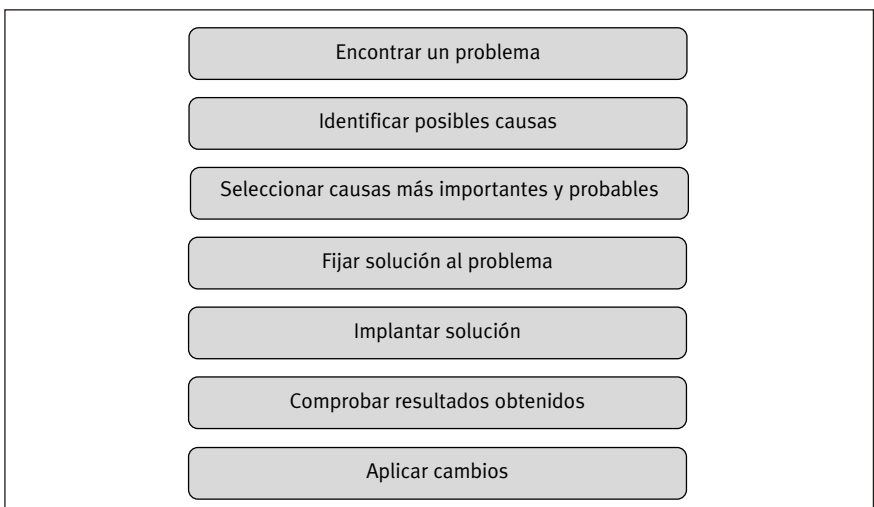 Encontrar un problema
Identificar posibles causas
Seleccionar causas más importantes y probables
Fijar solución al problema
Implantar solución
Comprobar resultados obtenidos
Aplicar cambios